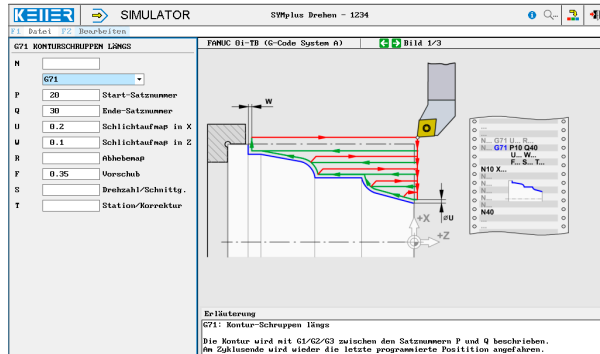 KELLER SIMULATOR SYMplus Drehen - 1234
F1 Datei F2 Bearbeiten
G71 KONTURSCHRUPPEN LÄNGS
FANUC 0i-TB (G-Code System A) Bild 1/3
N
G71
P 20 Start-Satznummer
Q 30 Ende-Satznummer
U 0.2 Schlichtaufmaß in X
W 0.1 Schlichtaufmaß in Z
R Abhebemaß
F 0.35 Vorschub
S Drehzahl/Schnittg.
T Station/Korrektur
W
+X
øU
+Z
...
...
N... G71 U... R...
N... G71 P10 Q40
U... W...
F... S... T...
N10 X...
N...
N...
N...
N40
...
Erläuterung
G71: Kontur-Schruppen längs
Die Kontur wird mit G1/G2/G3 zwischen den Satznummern P und Q beschrieben.
Am Zyklusende wird wieder die letzte programmierte Positition angefahren.